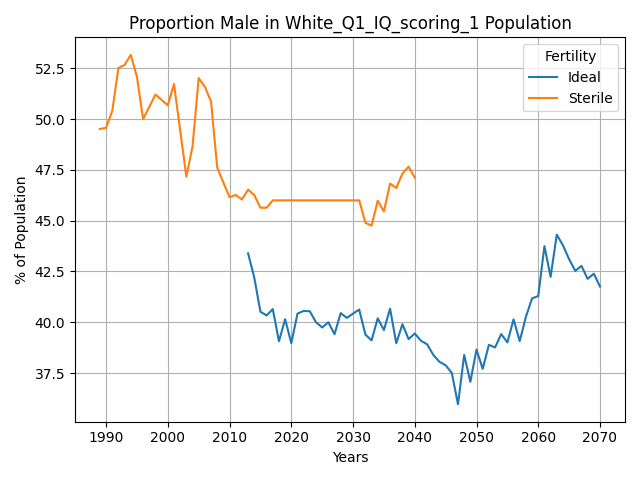 Proportion Male in White_Q1_IQ_scoring_1 Population
% of Population
52.5
50.0
47.5
45.0
42.5
40.0
37.5
Fertility
Ideal
Sterile
1990 2000 2010 2020 2030 2040 2050 2060 2070
Years